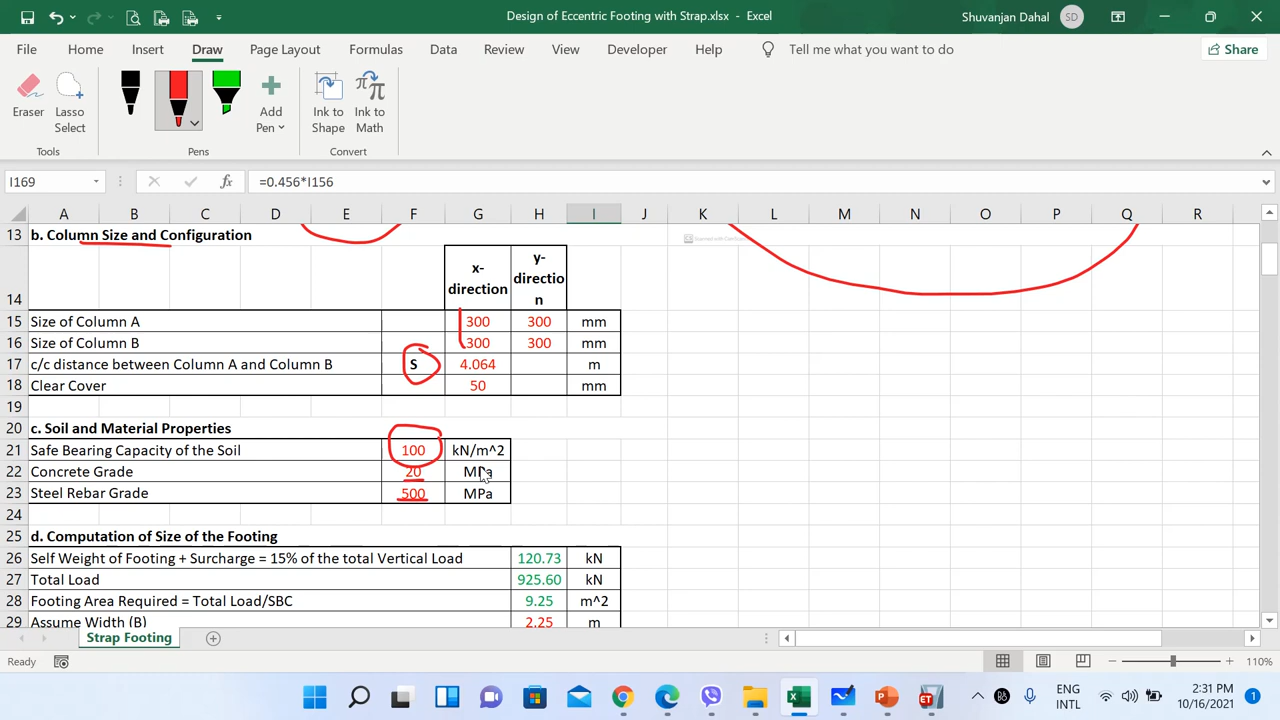 Design of Eccentric Footing with Strap.xlsx - Excel
Shuvanjan Dahal SD
File Home Insert Draw Page Layout Formulas Data Review View Developer Help Tell me what you want to do Share
Eraser Lasso Select Add Pen Ink to Shape Ink to Math
Tools Pens Convert
I169 fx =0.456*I156
A B C D E F G H I J K L M N O P Q R
13 b. Column Size and Configuration
Scanned with CamScanner
14 x-direction y-direction
15 Size of Column A 300 300 mm
16 Size of Column B 300 300 mm
17 c/c distance between Column A and Column B S 4.064 m
18 Clear Cover 50 mm
19
20 c. Soil and Material Properties
21 Safe Bearing Capacity of the Soil 100 kN/m^2
22 Concrete Grade 20 MPa
23 Steel Rebar Grade 500 MPa
24
25 d. Computation of Size of the Footing
26 Self Weight of Footing + Surcharge = 15% of the total Vertical Load 120.73 kN
27 Total Load 925.60 kN
28 Footing Area Required = Total Load/SBC 9.25 m^2
29 Assume Width (B) 2.25 m
Strap Footing
Ready 110%
ENG INTL 2:31 PM 10/16/2021 1